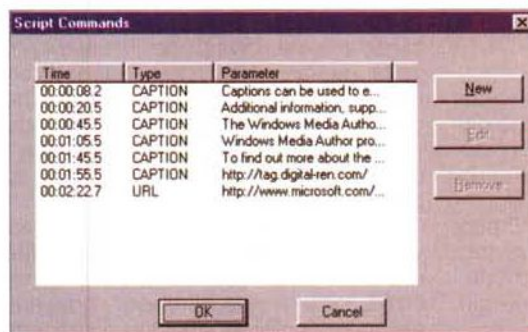 Script Commands
Time Type Parameter
00:00:08.2 CAPTION Captions can be used to e...
00:00:20.5 CAPTION Additional information, supp...
00:00:45.5 CAPTION The Windows Media Autho...
00:01:05.5 CAPTION Windows Media Author pro...
00:01:45.5 CAPTION To find out more about the ...
00:01:55.5 CAPTION http://tag.digital-ren.com/
00:02:22.7 URL http://www.microsoft.com/...
New
Edit
Remove
OK Cancel